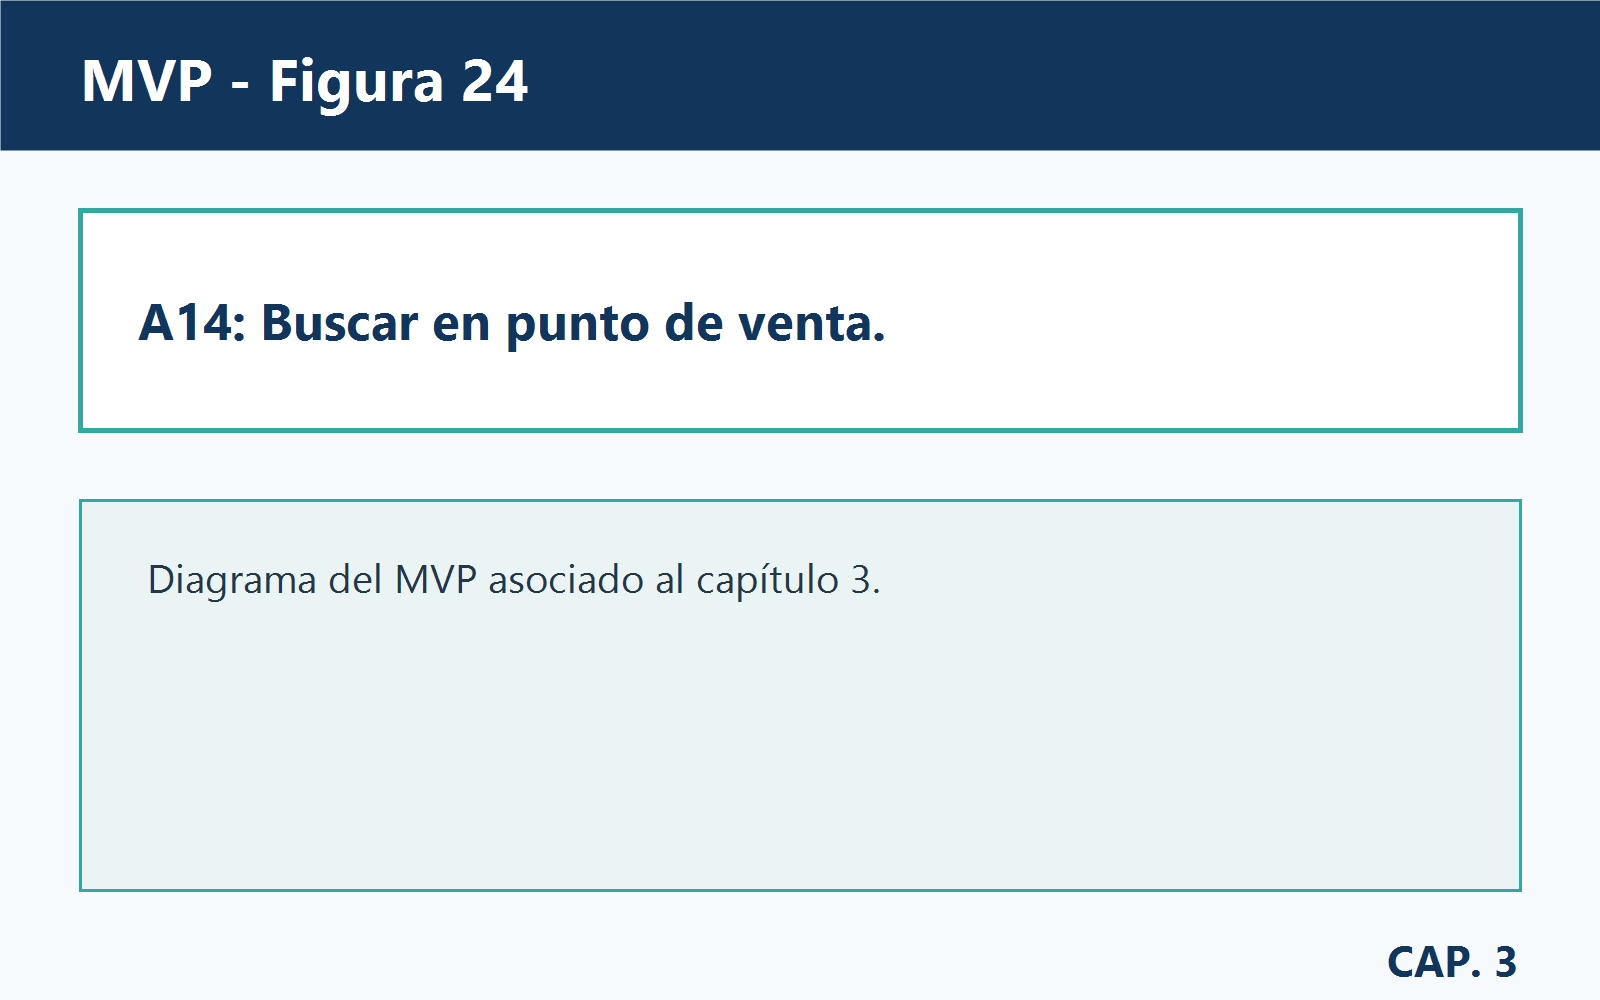 MVP - Figura 24
A14: Buscar en punto de venta.
Diagrama del MVP asociado al capítulo 3.
CAP. 3